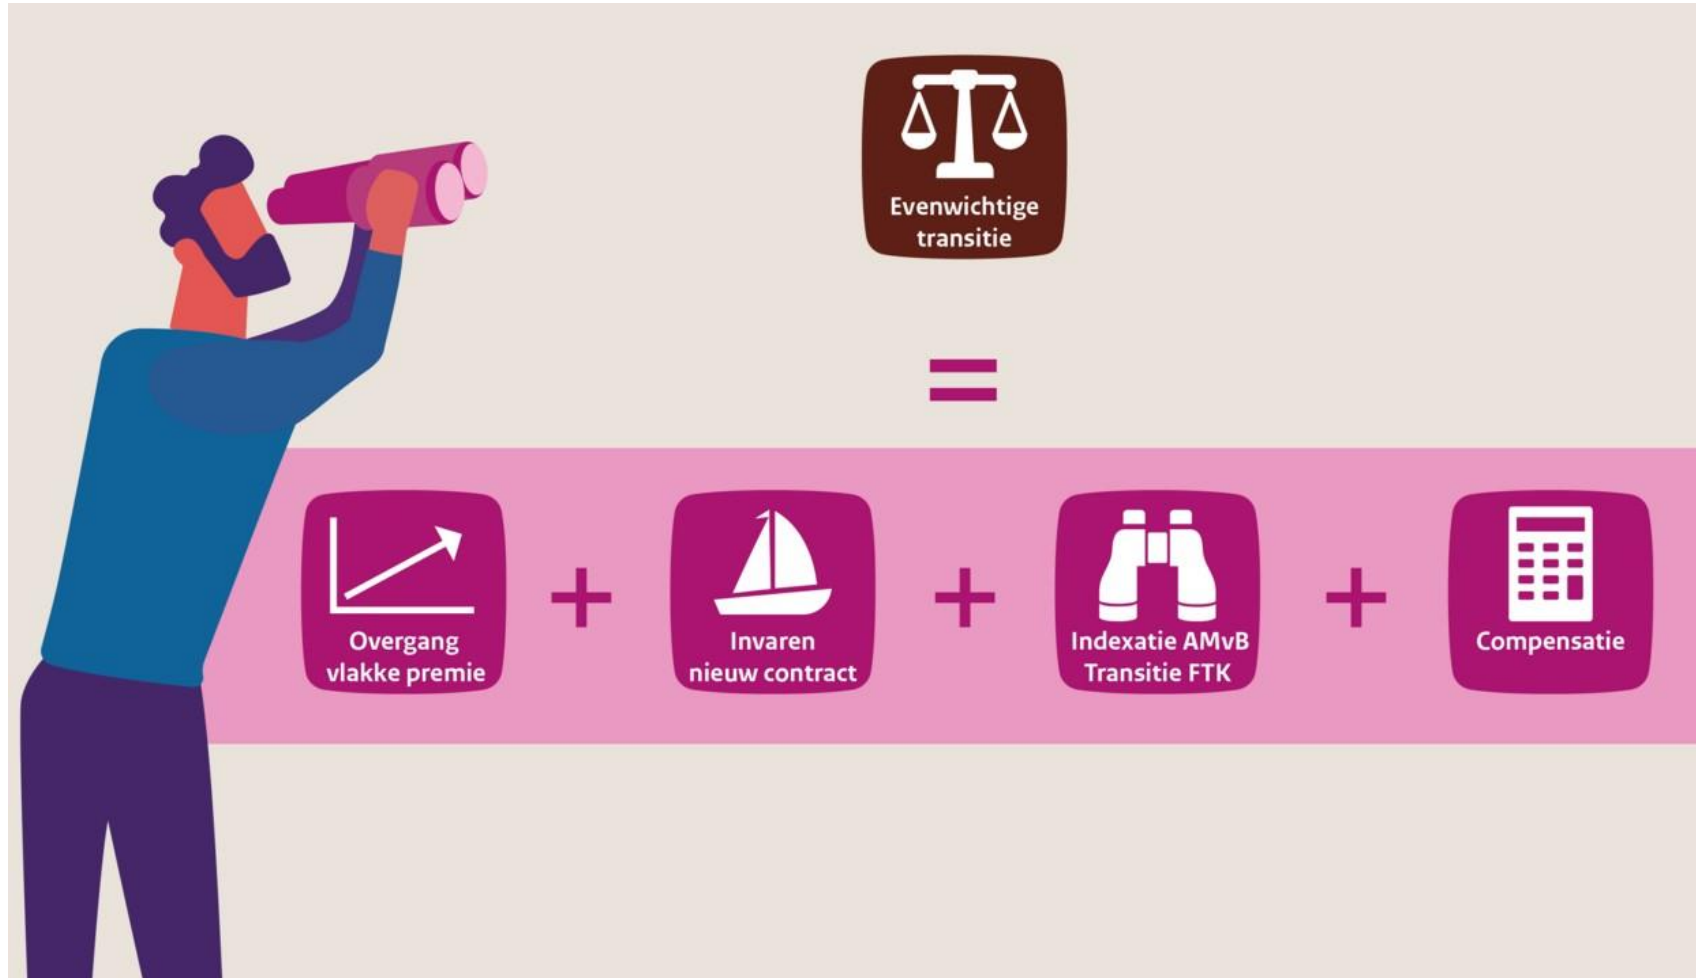 Evenwichtige
transitie
=
Overgang
vlakke premie
+
Invaren
nieuw contract
+
Indexatie AMvB
Transitie FTK
+
Compensatie